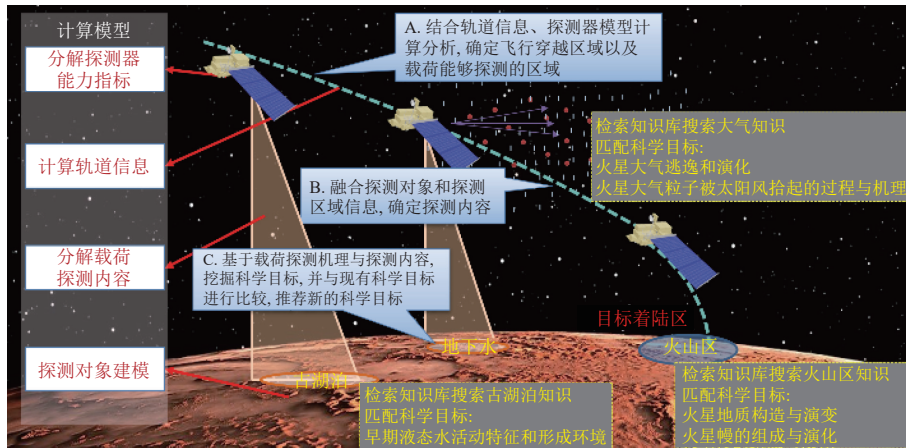 计算模型
分解探测器
能力指标
计算轨道信息
分解载荷
探测内容
探测对象建模
A. 结合轨道信息、探测器模型计
算分析, 确定飞行穿越区域以及
载荷能够探测的区域
检索知识库搜索大气知识
匹配科学目标:
火星大气逃逸和演化
火星大气粒子被太阳风拾起的过程与机理
B. 融合探测对象和探测
区域信息, 确定探测内容
C. 基于载荷探测机理与探测内容,
挖掘科学目标, 并与现有科学目标
进行比较, 推荐新的科学目标
目标着陆区
地下水
火山区
古湖泊
检索知识库搜索古湖泊知识
匹配科学目标:
早期液态水活动特征和形成环境
检索知识库搜索火山区知识
匹配科学目标:
火星地质构造与演变
火星幔的组成与演化